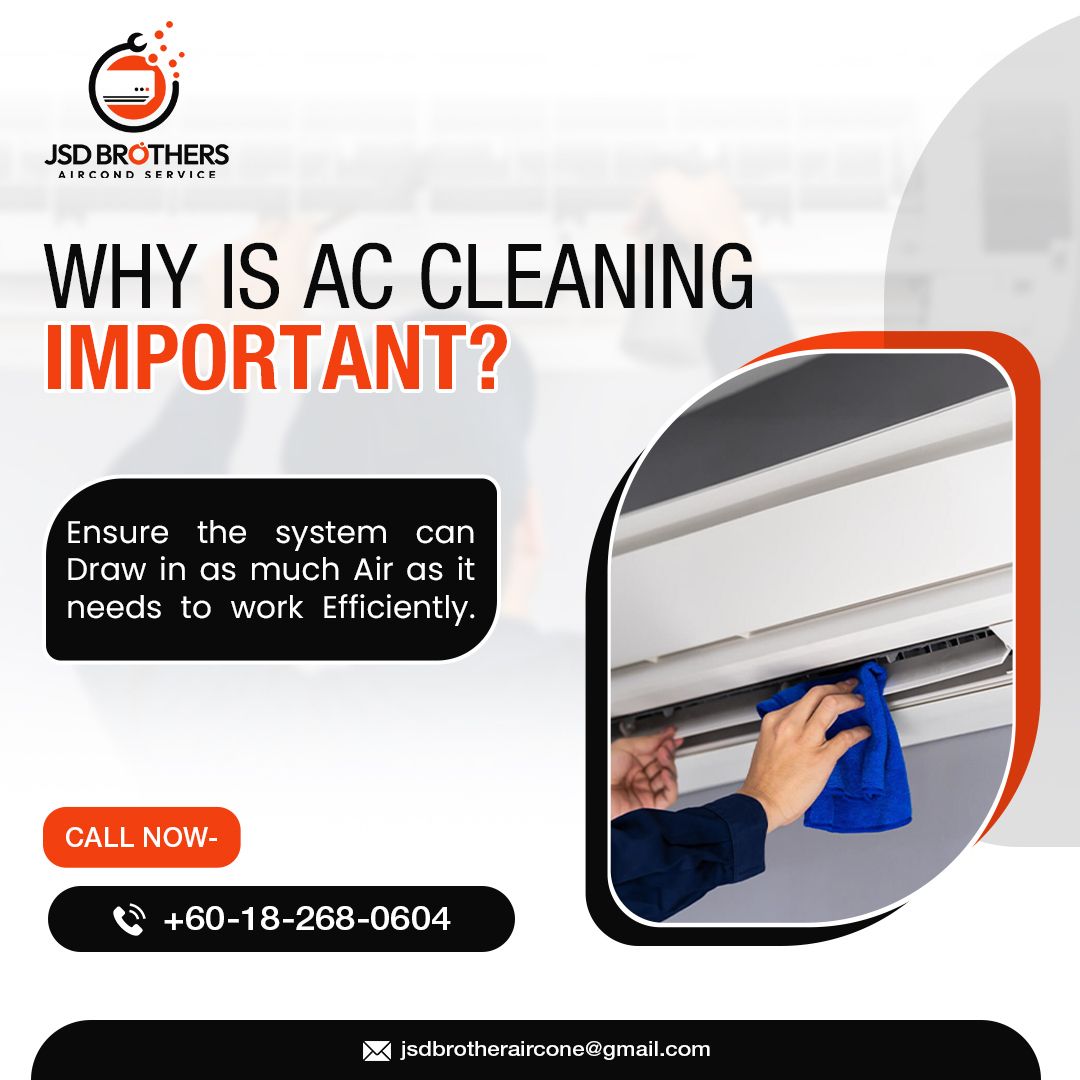 JSD BROTHERS
AIRCOND SERVICE
WHY IS AC CLEANING
IMPORTANT?
Ensure the system can
Draw in as much Air as it
needs to work Efficiently.
CALL NOW-
+60-18-268-0604
jsdbrotheraircone@gmail.com